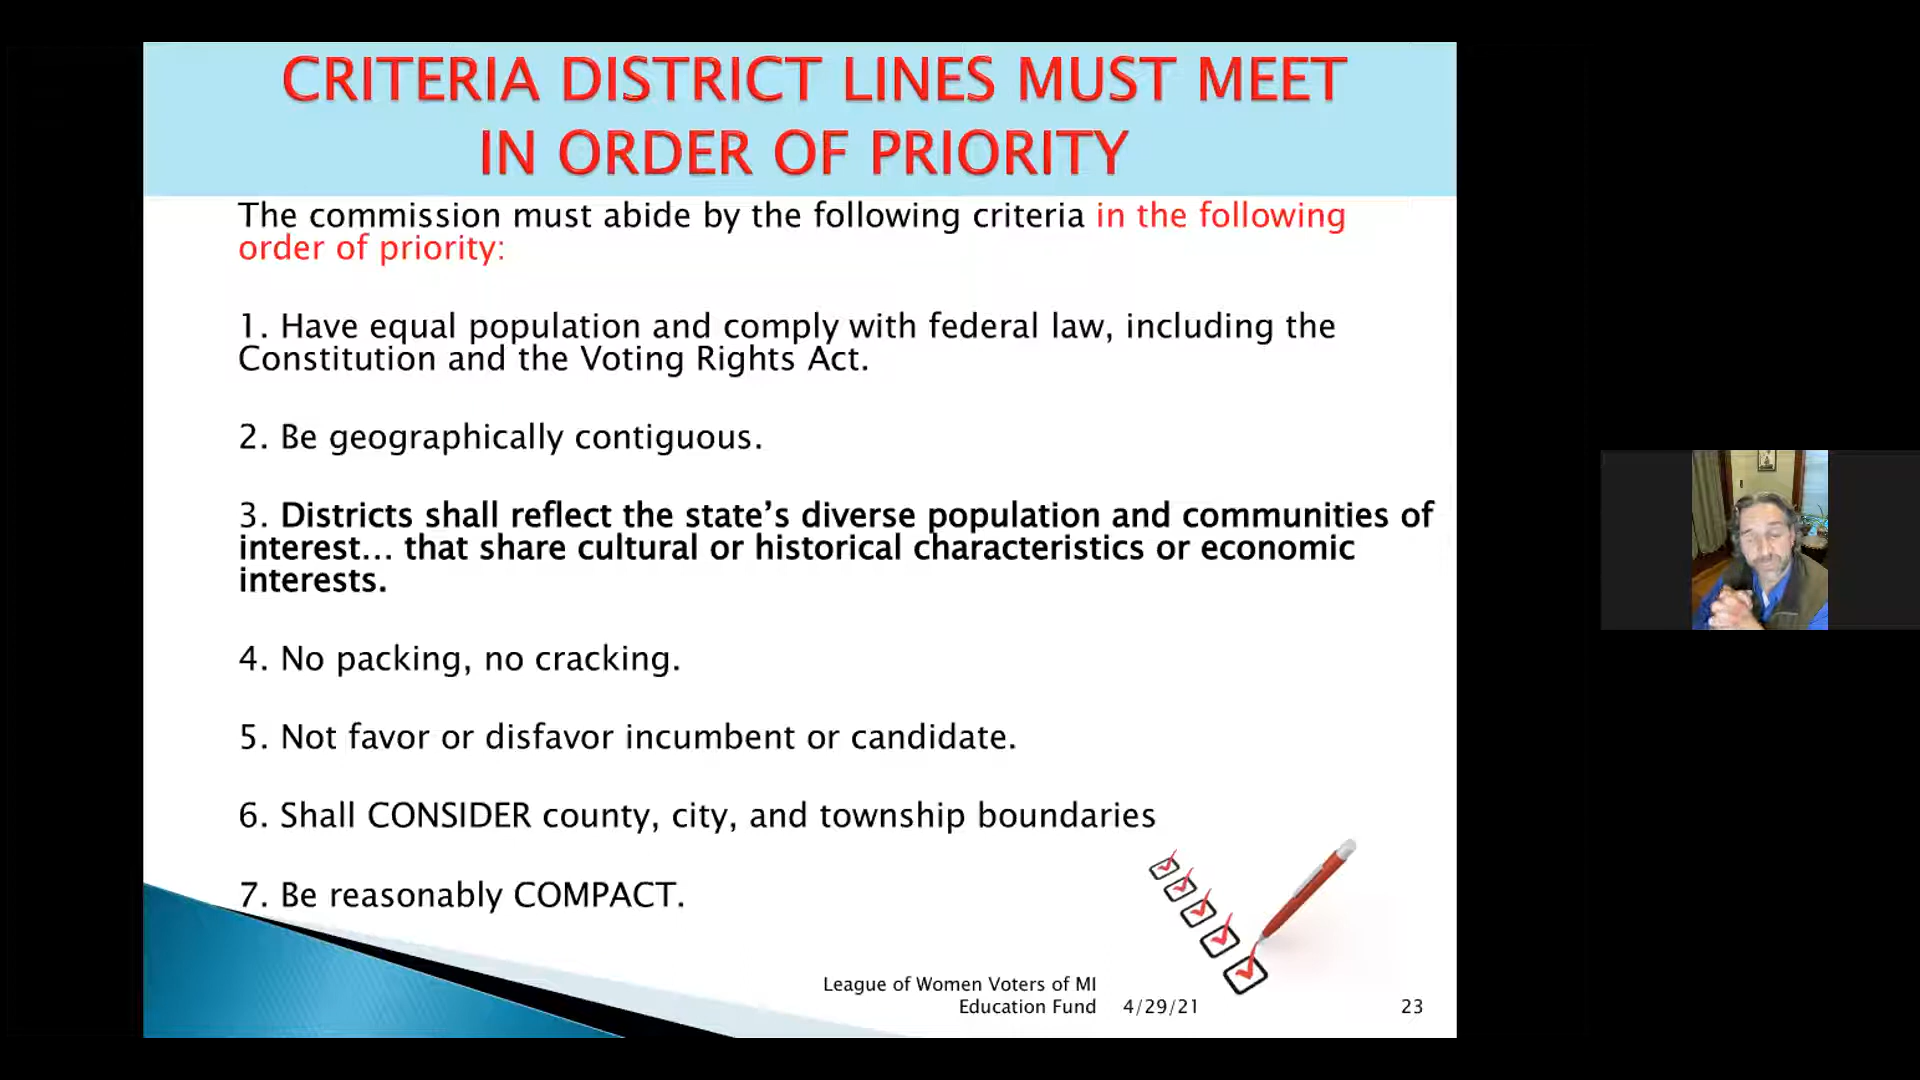 CRITERIA DISTRICT LINES MUST MEET
IN ORDER OF PRIORITY
The commission must abide by the following criteria in the following
order of priority:
1. Have equal population and comply with federal law, including the
Constitution and the Voting Rights Act.
2. Be geographically contiguous.
3. Districts shall reflect the state’s diverse population and communities of
interest... that share cultural or historical characteristics or economic
interests.
4. No packing, no cracking.
5. Not favor or disfavor incumbent or candidate.
6. Shall CONSIDER county, city, and township boundaries
7. Be reasonably COMPACT.
League of Women Voters of MI
Education Fund 4/29/21 23